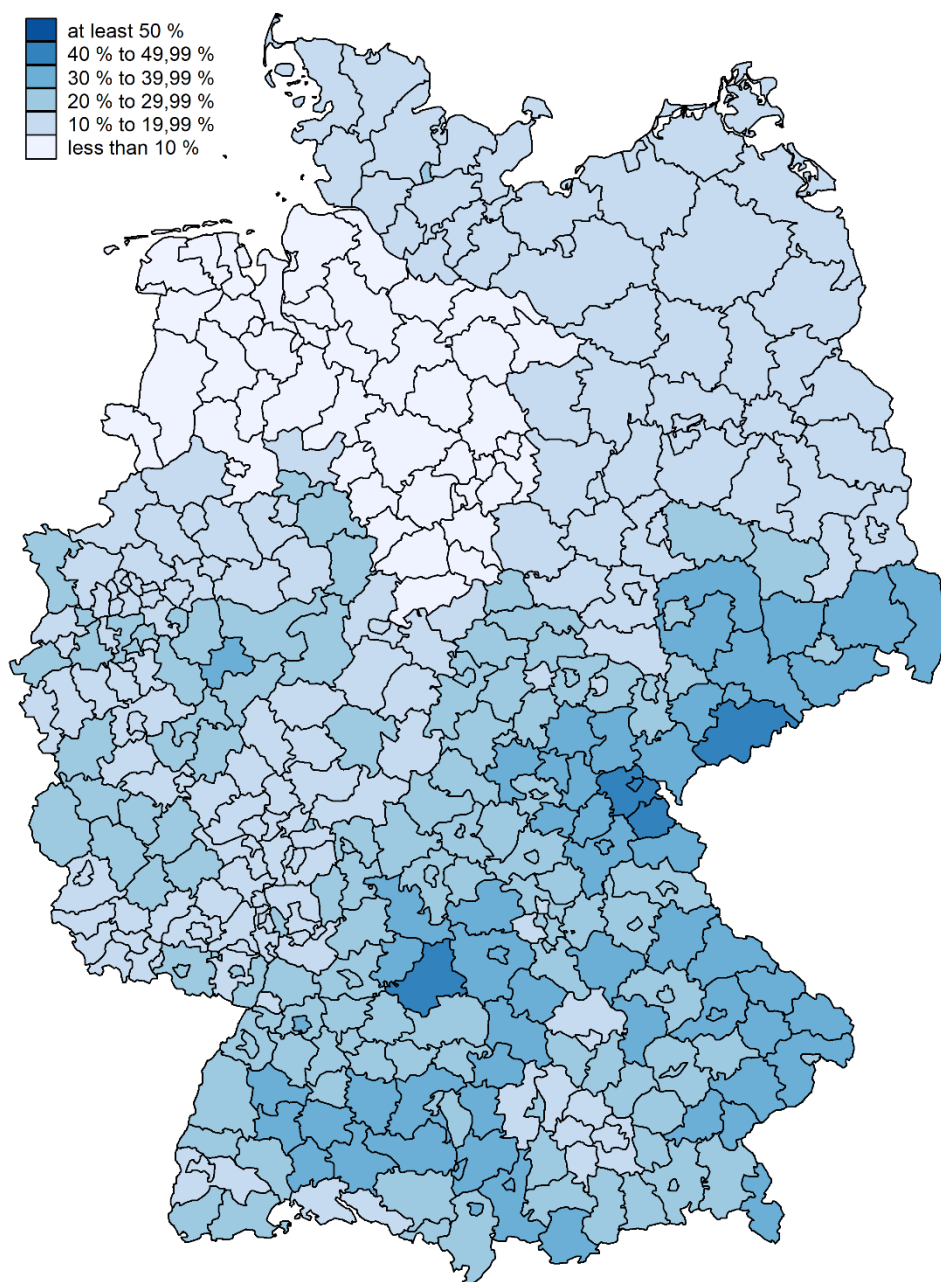 at least 50 %
40 % to 49,99 %
30 % to 39,99 %
20 % to 29,99 %
10 % to 19,99 %
less than 10 %